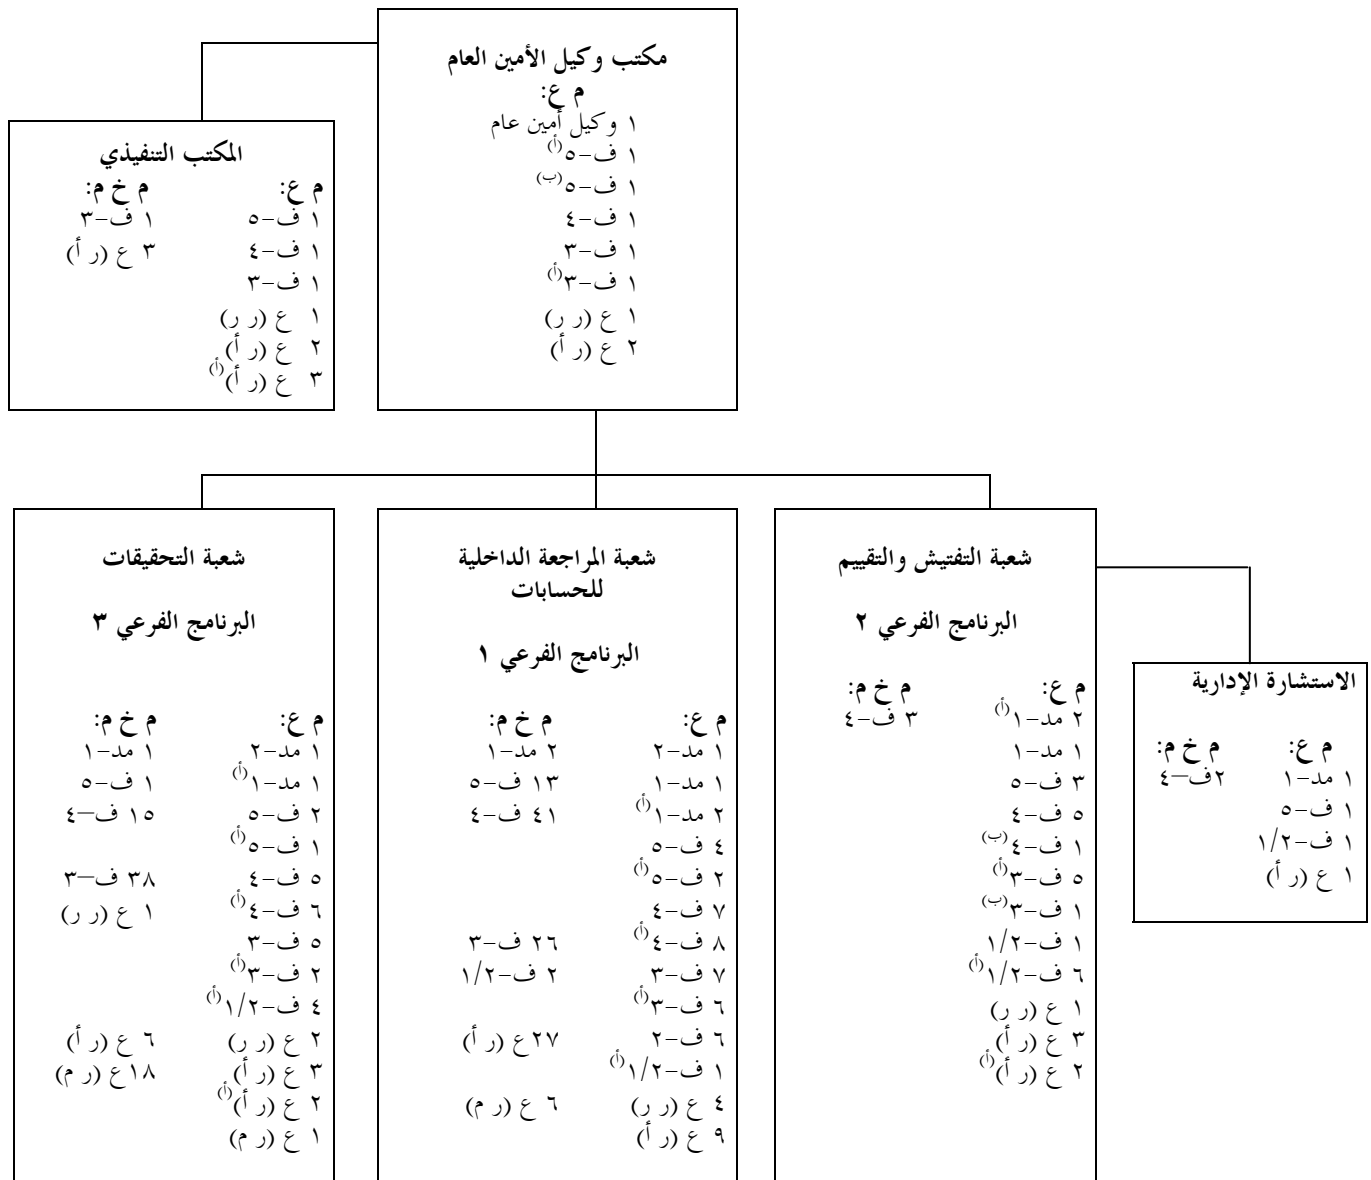 مكتب وكيل الأمين العام
م ع:
١ وكيل أمين عام
١ ف-٥(أ)
١ ف-٥(ب)
١ ف-٤
١ ف-٣
١ ف-٣(أ)
١ ع (ر ر)
٢ ع (ر أ)
المكتب التنفيذي
م ع: م خ م:
١ ف-٥ ١ ف-٣
١ ف-٤ ٣ ع (ر أ)
١ ف-٣
١ ع (ر ر)
٢ ع (ر أ)
٣ ع (ر أ)(أ)
شعبة التفتيش والتقييم
البرنامج الفرعي ٢
م ع: م خ م:
٢ مد-١(أ) ٣ ف-٤
١ مد-١
٣ ف-٥
٥ ف-٤
١ ف-٤(ب)
٥ ف-٣(أ)
١ ف-٣(ب)
١ ف-١/٢
٦ ف-١/٢(أ)
١ ع (ر ر)
٣ ع (ر أ)
٢ ع (ر أ)(أ)
الاستشارة الإدارية
م ع: م خ م:
١ مد-١ ٢ف-٤
١ ف-٥
١ ف-١/٢
١ ع (ر أ)
شعبة المراجعة الداخلية
للحسابات
البرنامج الفرعي ١
م ع: م خ م:
١ مد-٢ ٢ مد-١
١ مد-١ ١٣ ف-٥
٢ مد-١(أ) ٤١ ف-٤
٤ ف-٥
٢ ف-٥(أ)
٧ ف-٤
٨ ف-٤(أ) ٢٦ ف-٣
٧ ف-٣ ٢ ف-١/٢
٦ ف-٣(أ)
٦ ف-٢ ٢٧ع (ر أ)
١ ف-١/٢(أ)
٤ ع (ر ر) ٦ ع (ر م)
٩ ع (ر أ)
شعبة التحقيقات
البرنامج الفرعي ٣
م ع: م خ م:
١ مد-٢ ١ مد-١
١ مد-١(أ) ١ ف-٥
٢ ف-٥ ١٥ ف-٤
١ ف-٥(أ)
٥ ف-٤ ٣٨ ف-٣
٦ ف-٤(أ) ١ ع (ر ر)
٥ ف-٣
٢ ف-٣(أ)
٤ ف-١/٢(أ)
٢ ع (ر ر) ٦ ع (ر أ)
٣ ع (ر أ) ١٨ع (ر م)
٢ ع (ر أ)(أ)
١ ع (ر م)